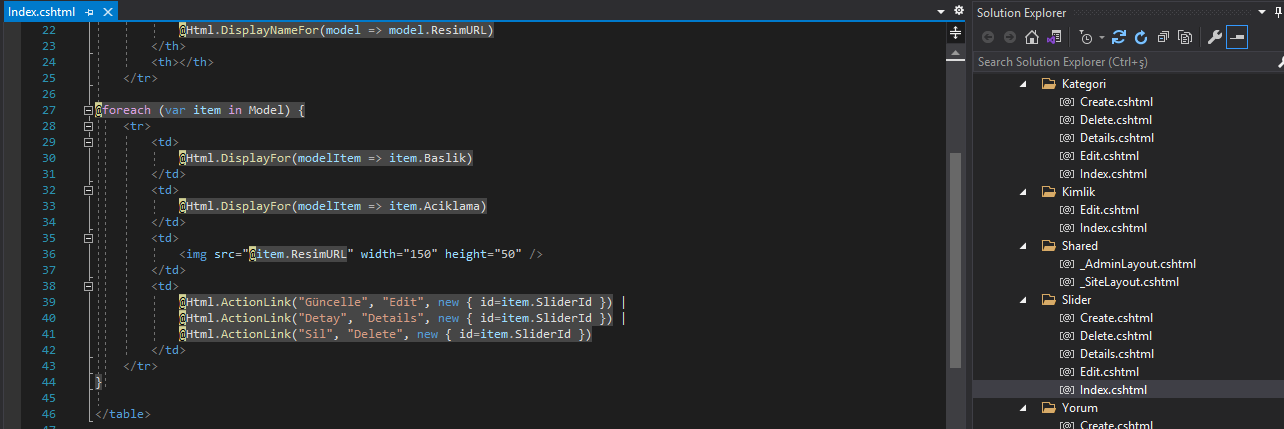 Index.cshtml
22 @Html.DisplayNameFor(model => model.ResimURL)
23 </th>
24 <th></th>
25 </tr>
26
27 @foreach (var item in Model) {
28 <tr>
29 <td>
30 @Html.DisplayFor(modelItem => item.Baslik)
31 </td>
32 <td>
33 @Html.DisplayFor(modelItem => item.Aciklama)
34 </td>
35 <td>
36 <img src="@item.ResimURL" width="150" height="50" />
37 </td>
38 <td>
39 @Html.ActionLink("Güncelle", "Edit", new { id=item.SliderId }) |
40 @Html.ActionLink("Detay", "Details", new { id=item.SliderId }) |
41 @Html.ActionLink("Sil", "Delete", new { id=item.SliderId })
42 </td>
43 </tr>
44 }
45
46 </table>
Solution Explorer
Search Solution Explorer (Ctrl+ş)
Kategori
Create.cshtml
Delete.cshtml
Details.cshtml
Edit.cshtml
Index.cshtml
Kimlik
Edit.cshtml
Index.cshtml
Shared
_AdminLayout.cshtml
_SiteLayout.cshtml
Slider
Create.cshtml
Delete.cshtml
Details.cshtml
Edit.cshtml
Index.cshtml
Yorum
Create.cshtml